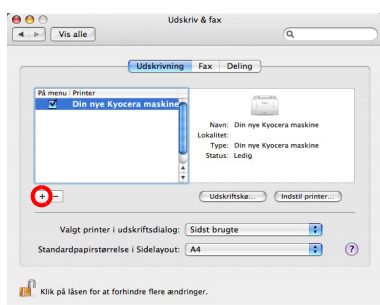 Udskriv & fax
Vis alle
Udskrivning Fax Deling
På menu Printer
Din nye Kyocera maskine
Navn: Din nye Kyocera maskine
Lokalitet:
Type: Din nye Kyocera maskine
Status: Ledig
+ -
Udskriftskø... Indstil printer...
Valgt printer i udskriftsdialog: Sidst brugte
Standardpapirstørrelse i Sidelayout: A4
?
Klik på låsen for at forhindre flere ændringer.